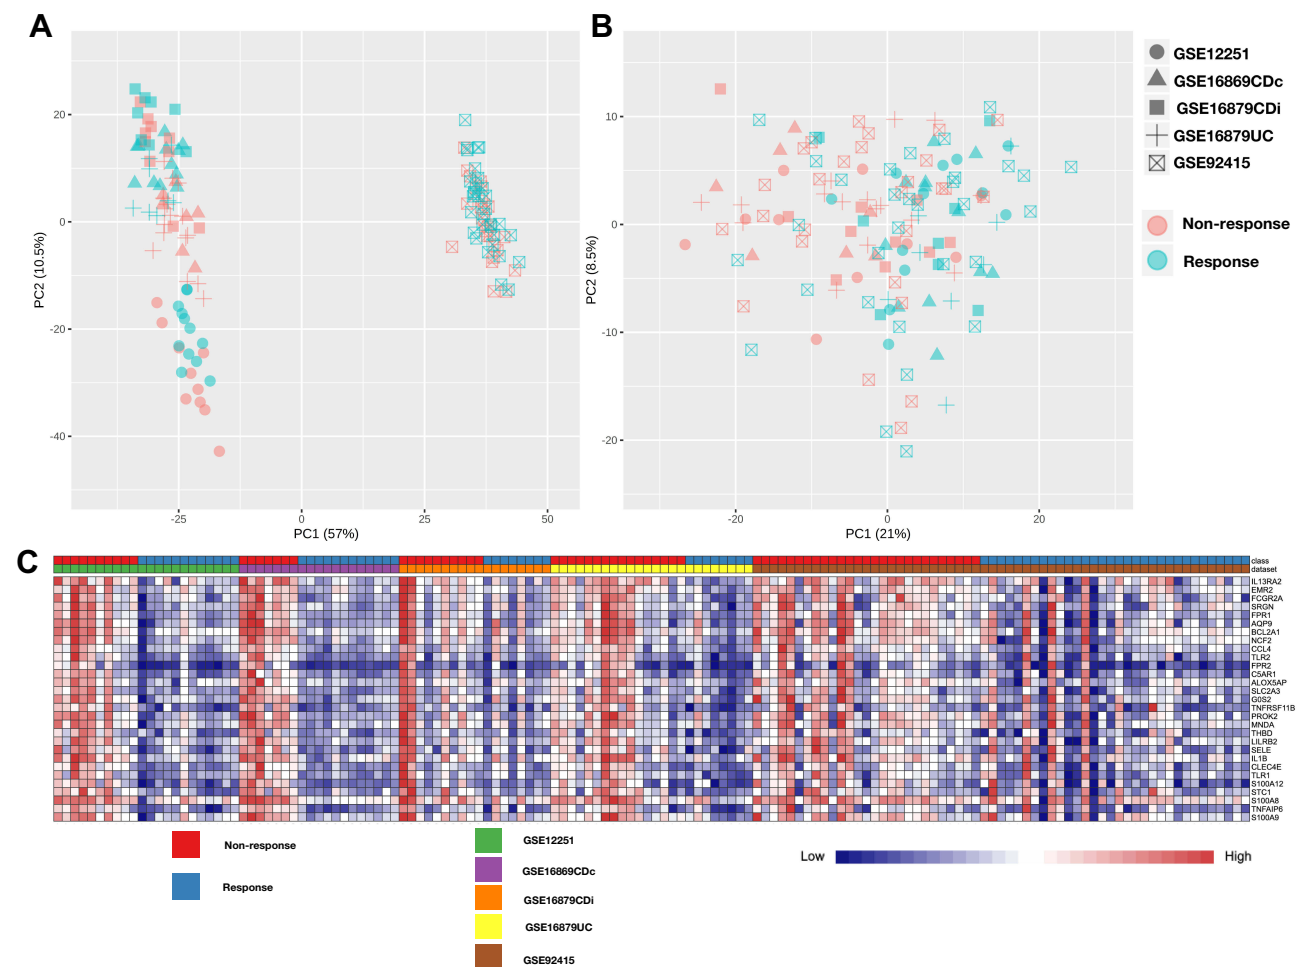 A
B
20
0
-20
-40
PC2 (10.5%)
-25
0
25
50
PC1 (57%)
10
0
-10
-20
PC2 (8.5%)
-20
0
20
PC1 (21%)
GSE12251
GSE16869CDc
GSE16879CDi
GSE16879UC
GSE92415
Non-response
Response
C
class
dataset
IL13RA2
EMR2
FCGR2A
SRGN
FPR1
AQP9
BCL2A1
NCF2
CCL4
TLR2
FPR2
C5AR1
ALOX5AP
SLC2A3
G0S2
TNFRSF11B
PROK2
MNDA
THBD
LILRB2
SELE
IL1B
CLEC4E
TLR1
S100A12
STC1
S100A8
TNFAIP6
S100A9
Non-response
Response
GSE12251
GSE16869CDc
GSE16879CDi
GSE16879UC
GSE92415
Low
High